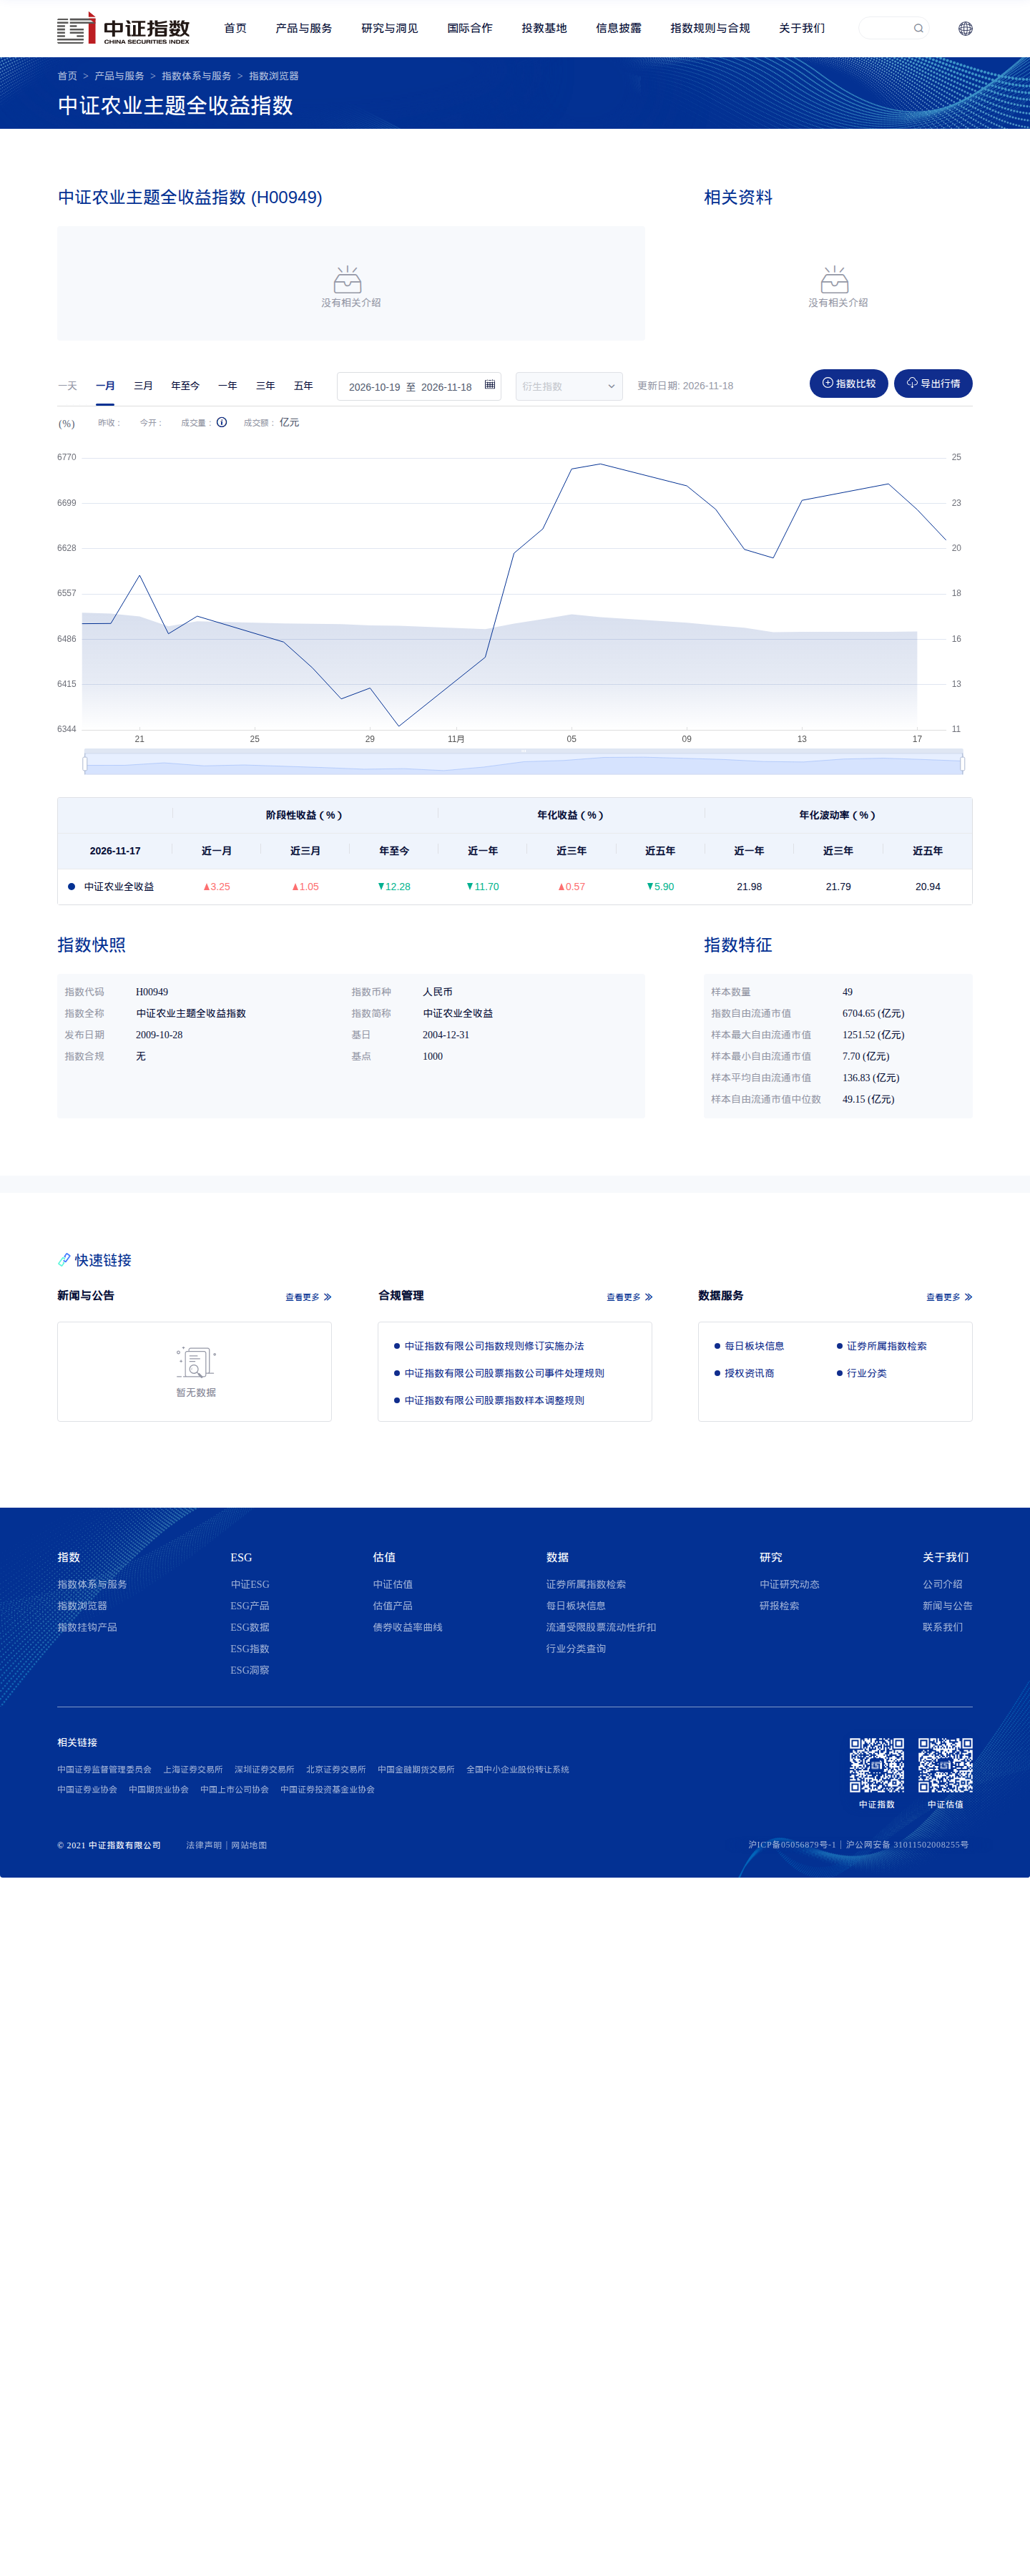 中证指数
CHINA SECURITIES INDEX
首页 产品与服务 研究与洞见 国际合作 投教基地 信息披露 指数规则与合规 关于我们
首页 > 产品与服务 > 指数体系与服务 > 指数浏览器
中证农业主题全收益指数
中证农业主题全收益指数 (H00949)
相关资料
没有相关介绍
没有相关介绍
一天 一月 三月 年至今 一年 三年 五年 2026-10-19 至 2026-11-18 衍生指数 更新日期: 2026-11-18 指数比较 导出行情
(%) 昨收 : 今开 : 成交量 : 成交额 : 亿元
6770 25
6699 23
6628 20
6557 18
6486 16
6415 13
6344 11
21 25 29 11月 05 09 13 17
阶段性收益（%） 年化收益（%） 年化波动率（%）
2026-11-17 近一月 近三月 年至今 近一年 近三年 近五年 近一年 近三年 近五年
中证农业全收益 ▲3.25 ▲1.05 ▼12.28 ▼11.70 ▲0.57 ▼5.90 21.98 21.79 20.94
指数快照
指数代码 H00949 指数币种 人民币
指数全称 中证农业主题全收益指数 指数简称 中证农业全收益
发布日期 2009-10-28 基日 2004-12-31
指数合规 无 基点 1000
指数特征
样本数量 49
指数自由流通市值 6704.65 (亿元)
样本最大自由流通市值 1251.52 (亿元)
样本最小自由流通市值 7.70 (亿元)
样本平均自由流通市值 136.83 (亿元)
样本自由流通市值中位数 49.15 (亿元)
快速链接
新闻与公告 查看更多
暂无数据
合规管理 查看更多
中证指数有限公司指数规则修订实施办法
中证指数有限公司股票指数公司事件处理规则
中证指数有限公司股票指数样本调整规则
数据服务 查看更多
每日板块信息 证券所属指数检索
授权资讯商 行业分类
指数 ESG 估值 数据 研究 关于我们
指数体系与服务 中证ESG 中证估值 证券所属指数检索 中证研究动态 公司介绍
指数浏览器 ESG产品 估值产品 每日板块信息 研报检索 新闻与公告
指数挂钩产品 ESG数据 债券收益率曲线 流通受限股票流动性折扣 联系我们
ESG指数 行业分类查询
ESG洞察
相关链接
中国证券监督管理委员会 上海证券交易所 深圳证券交易所 北京证券交易所 中国金融期货交易所 全国中小企业股份转让系统
中国证券业协会 中国期货业协会 中国上市公司协会 中国证券投资基金业协会
中证指数 中证估值
© 2021 中证指数有限公司 法律声明 | 网站地图 沪ICP备05056879号-1 | 沪公网安备 31011502008255号